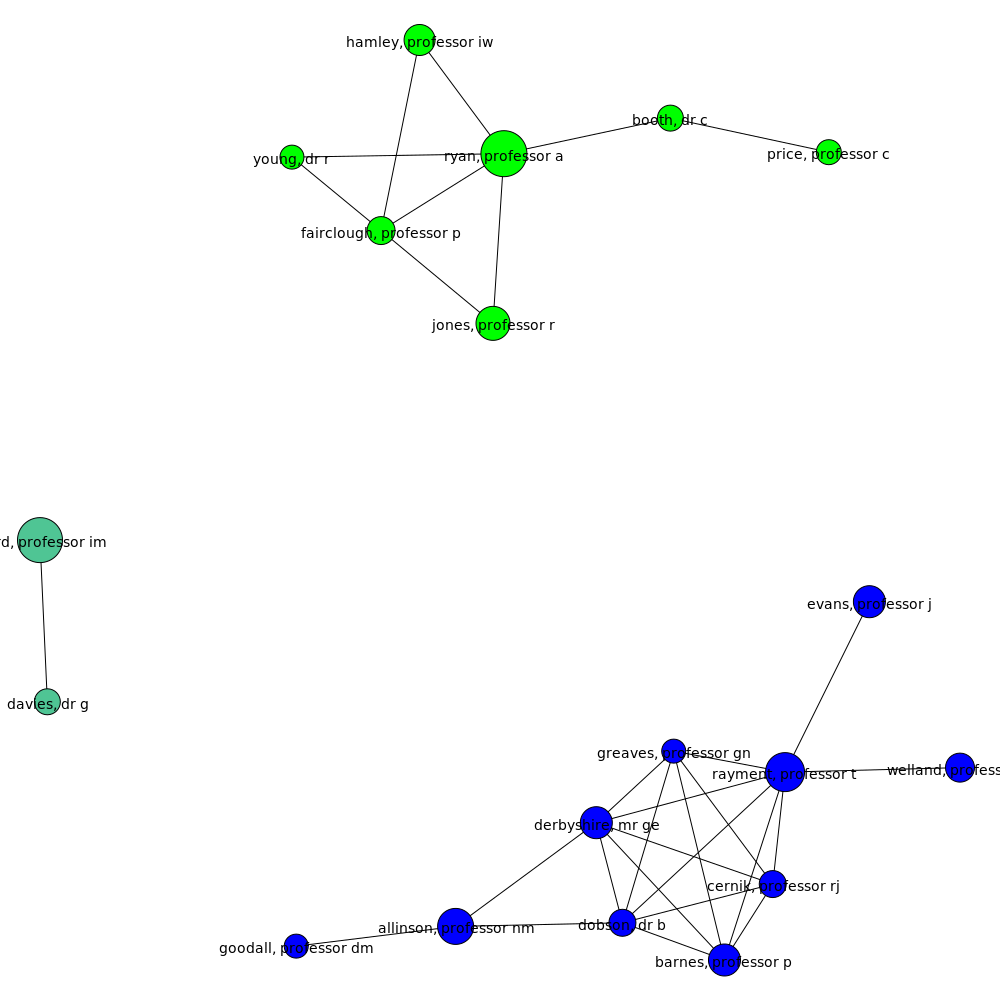 hamley, professor iw
booth, dr c
young, dr r
ryan, professor a
price, professor c
fairclough, professor p
jones, professor r
rd, professor im
evans, professor j
davies, dr g
greaves, professor gn
rayment, professor t
welland, profess
derbyshire, mr ge
cernik, professor rj
allinson, professor nm
dobson, dr b
goodall, professor dm
barnes, professor p